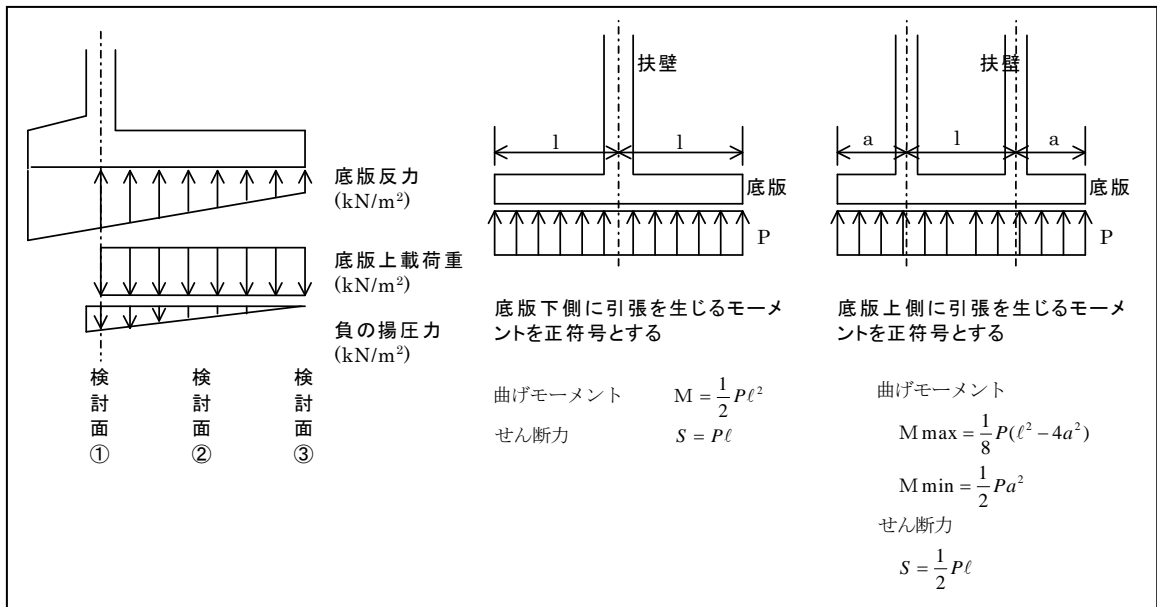 底版反力
(kN/m²)
底版上載荷重
(kN/m²)
負の揚圧力
(kN/m²)
検討面①
検討面②
検討面③
扶壁
l l
底版
P
底版下側に引張を生じるモーメ
ントを正符号とする
曲げモーメント M = 1/2 Pℓ²
せん断力 S = Pℓ
扶壁
a l a
底版
P
底版上側に引張を生じるモーメ
ントを正符号とする
曲げモーメント
M max = 1/8 P(ℓ² − 4a²)
M min = 1/2 Pa²
せん断力
S = 1/2 Pℓ